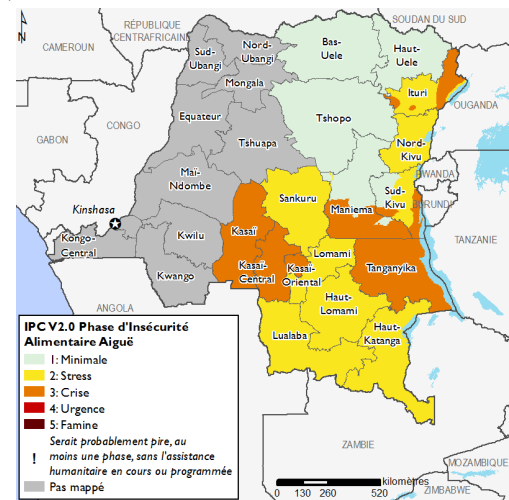 N
SOUDAN DU SUD
RÉPUBLIQUE
CENTRAFRICAIN
CAMEROUN
Nord-
Ubangi
Sud-
Ubangi
Bas-
Uele
Haut-
Uele
Mongala
Ituri
OUGANDA
Equateur
Tshopo
CONGO
GABON
Tshuapa
Nord-
Kivu
RWANDA
Mai-
Ndombe
Sankuru
Sud-
Kivu
BURUNDI
Maniema
Kinshasa
Kasaï
TANZANIE
Kongo-
Central
Kwilu
Lomami
Kasai-
Central
Kasai-
Oriental
Tanganyika
Kwango
Haut-
Lomami
ANGOLA
Lualaba
Haut-
Katanga
IPC V2.0 Phase d'Insécurité
Alimentaire Aiguë
1: Minimale
2: Stress
3: Crise
4: Urgence
5: Famine
! Serait probablement pire, au
moins une phase, sans l'assistance
humanitaire en cours ou programmée
Pas mappé
ZAMBIE
MOZAMBIQUE
ZIMBABWE
kilomètres
0 130 260 520